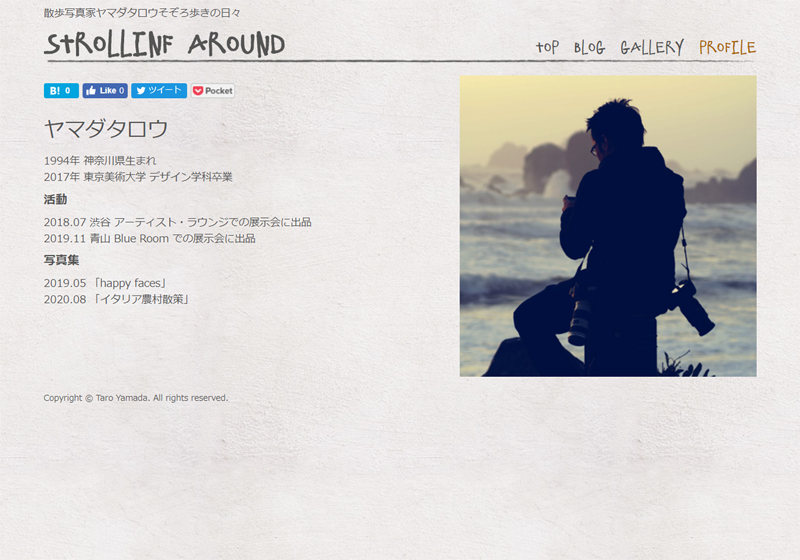 散歩写真家ヤマダタロウそぞろ歩きの日々
STROLLINF AROUND
TOP BLOG GALLERY PROFILE
B! 0 Like 0 ツイート Pocket
ヤマダタロウ
1994年 神奈川県生まれ
2017年 東京美術大学 デザイン学科卒業
活動
2018.07 渋谷 アーティスト・ラウンジでの展示会に出品
2019.11 青山 Blue Room での展示会に出品
写真集
2019.05 「happy faces」
2020.08 「イタリア農村散策」
Copyright © Taro Yamada. All rights reserved.